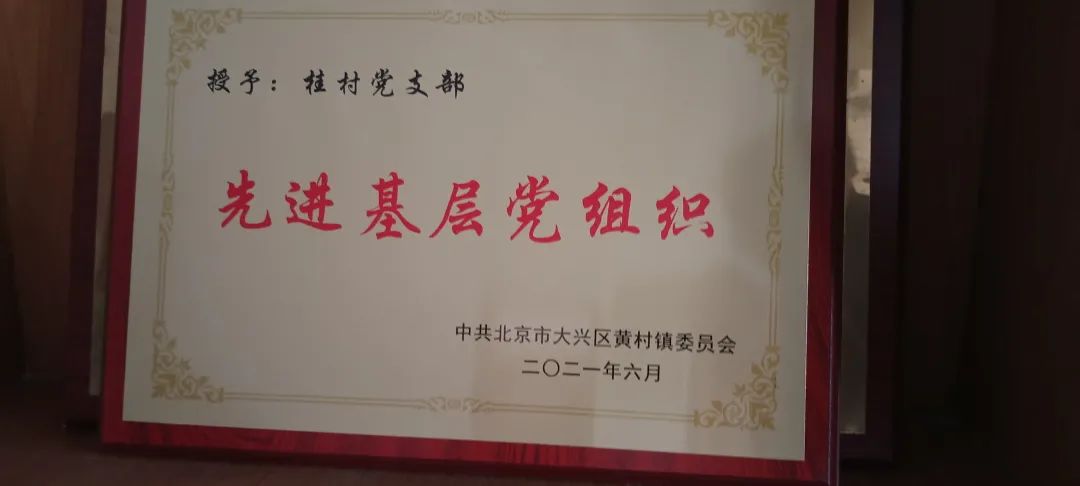 授予：桂村党支部
先进基层党组织
中共北京市大兴区黄村镇委员会
二〇二一年六月